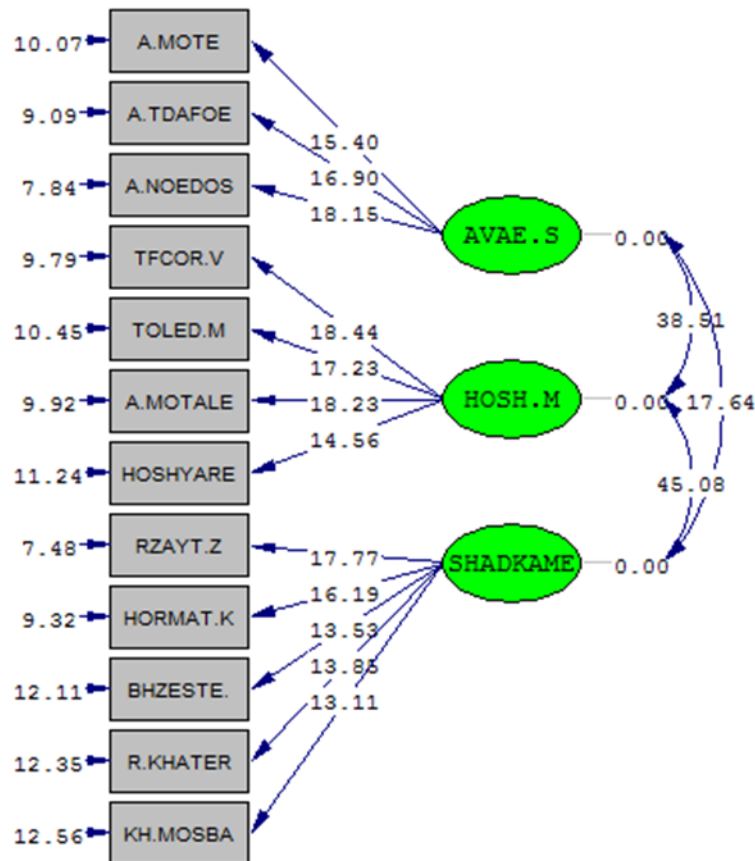 10.07 A.MOTE
9.09 A.TDAFOE
7.84 A.NOEDOS
9.79 TFCOR.V
10.45 TOLED.M
9.92 A.MOTALE
11.24 HOSHYARE
7.48 RZAYT.Z
9.32 HORMAT.K
12.11 BHZESTE.
12.35 R.KHATER
12.56 KH.MOSBA
15.40
16.90
18.15
18.44
17.23
18.23
14.56
17.77
16.19
13.53
13.85
13.11
AVAE.S 0.00
HOSH.M 0.00
SHADKAME 0.00
38.51
17.64
45.08